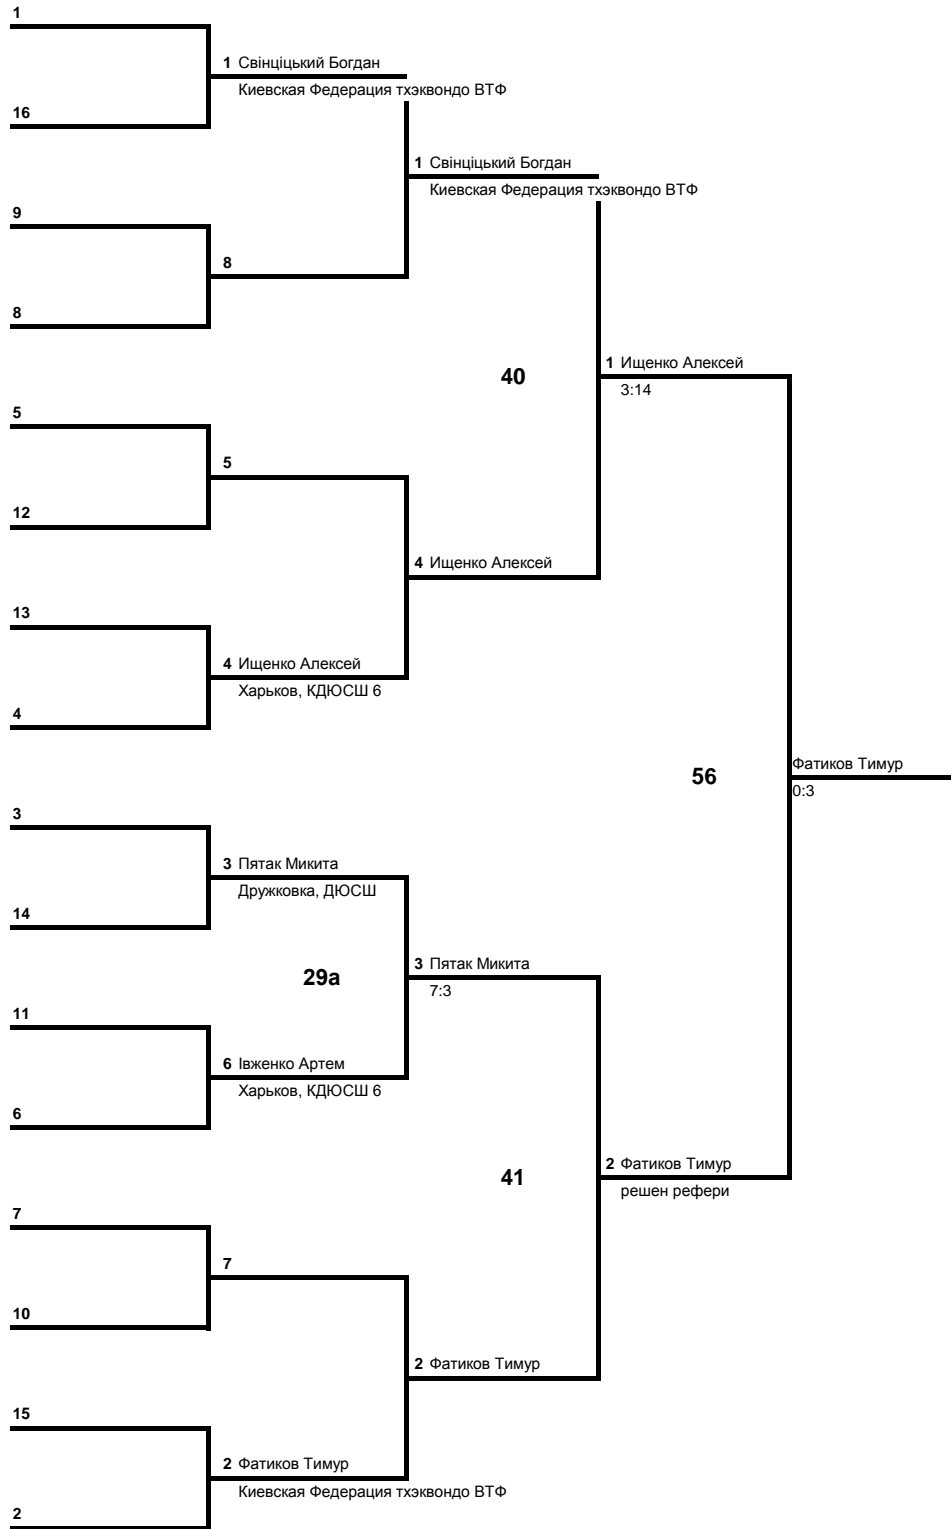 1
1 Свінціцький Богдан
Киевская Федерация тхэквондо ВТФ
16
1 Свінціцький Богдан
Киевская Федерация тхэквондо ВТФ
9
8
8
40
1 Ищенко Алексей
3:14
5
5
12
4 Ищенко Алексей
13
4 Ищенко Алексей
Харьков, КДЮСШ 6
4
56
Фатиков Тимур
0:3
3
3 Пятак Микита
Дружковка, ДЮСШ
14
29а
3 Пятак Микита
7:3
11
6 Івженко Артем
Харьков, КДЮСШ 6
6
41
2 Фатиков Тимур
решен рефери
7
7
10
2 Фатиков Тимур
15
2 Фатиков Тимур
Киевская Федерация тхэквондо ВТФ
2